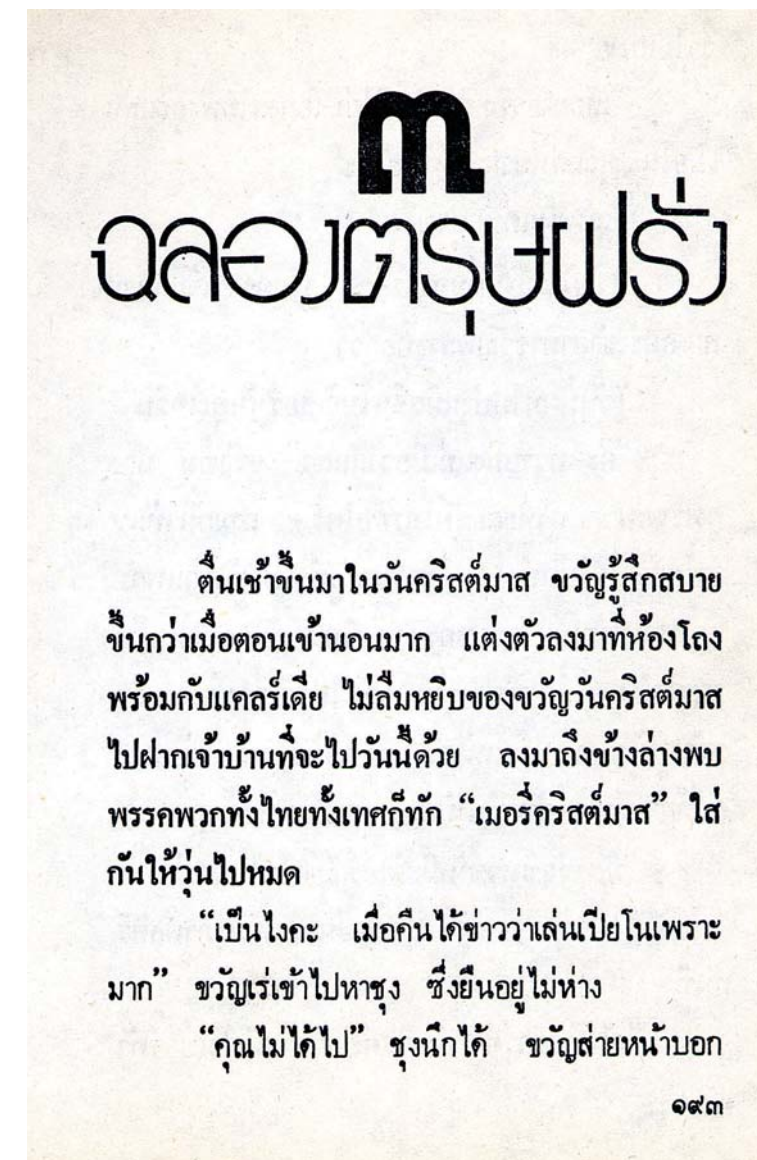 ๓
ฉลองตรุษฝรั่ง
ตื่นเช้าขึ้นมาในวันคริสต์มาส ขวัญรู้สึกสบาย
ขึ้นกว่าเมื่อตอนเข้านอนมาก แต่งตัวลงมาที่ห้องโถง
พร้อมกับแคลร์เดีย ไม่ลืมหยิบของขวัญวันคริสต์มาส
ไปฝากเจ้าบ้านที่จะไปวันนี้ด้วย ลงมาถึงข้างล่างพบ
พรรคพวกทั้งไทยทั้งเทศก็ทัก “เมอรี่คริสต์มาส” ใส่
กันให้วุ่นไปหมด
“เป็นไงคะ เมื่อคืนได้ข่าวว่าเล่นเปียโนเพราะ
มาก” ขวัญเร่เข้าไปหาชุง ซึ่งยืนอยู่ไม่ห่าง
“คุณไม่ได้ไป” ชุงนึกได้ ขวัญส่ายหน้าบอก
๑๙๓